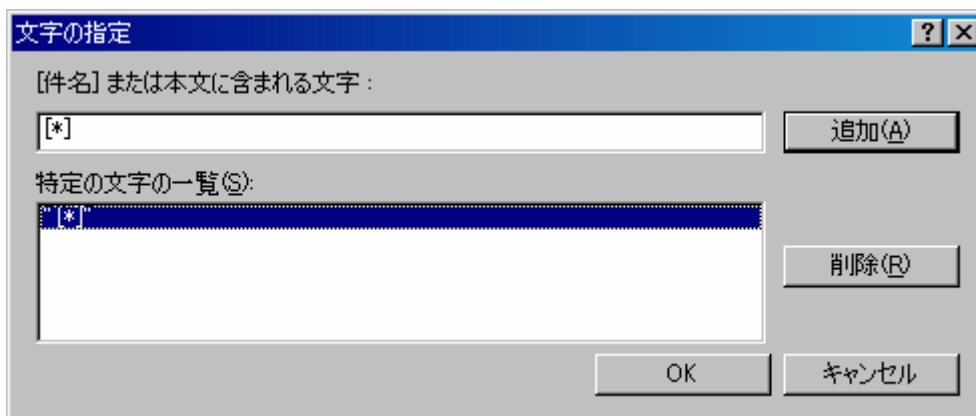 文字の指定
[件名] または本文に含まれる文字 :
[*]
追加(A)
特定の文字の一覧(S):
"[*]"
削除(R)
OK
キャンセル